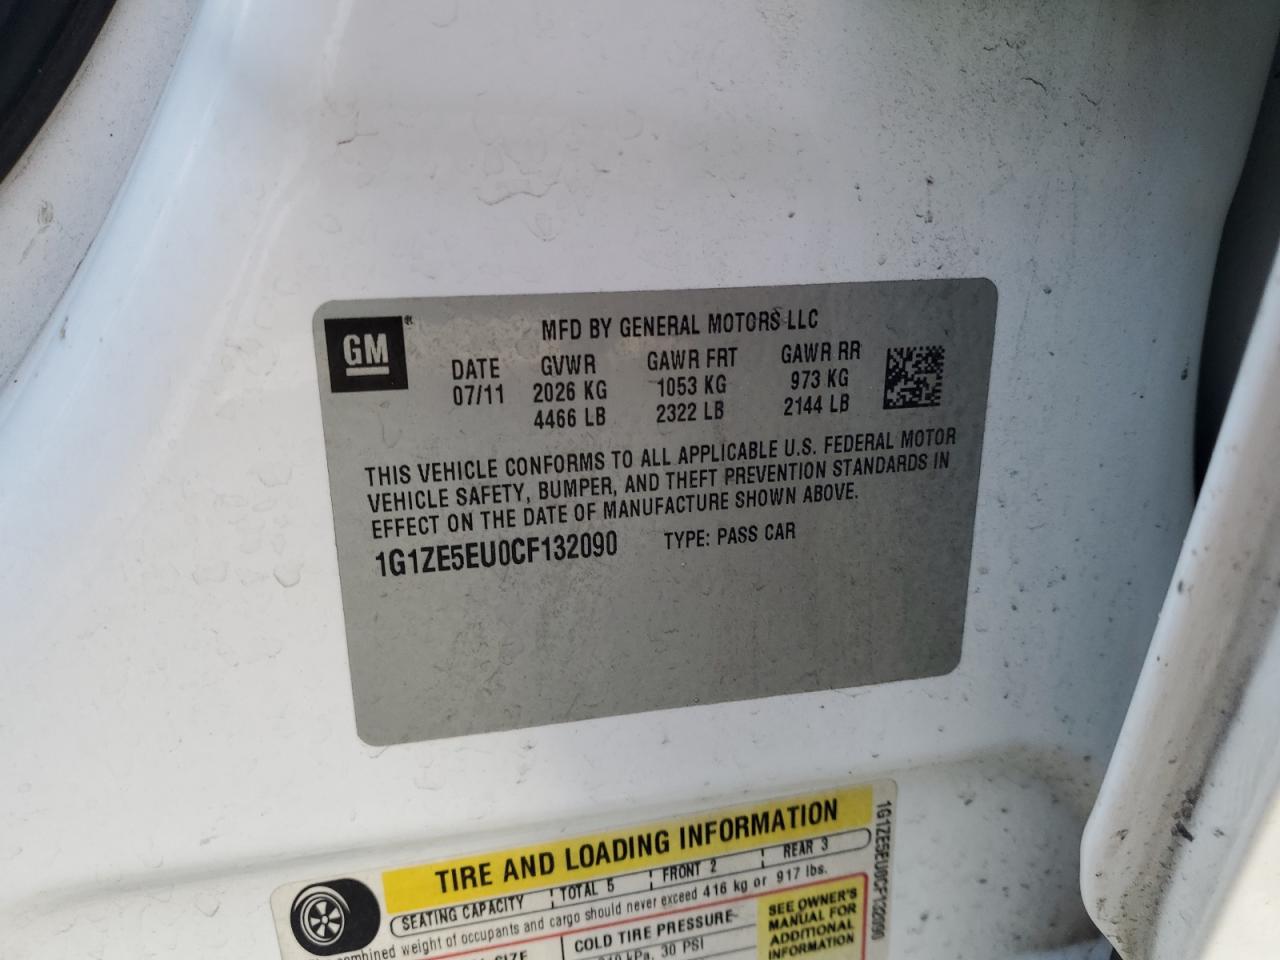 GM
MFD BY GENERAL MOTORS LLC
DATE GVWR GAWR FRT GAWR RR
07/11 2026 KG 1053 KG 973 KG
4466 LB 2322 LB 2144 LB
THIS VEHICLE CONFORMS TO ALL APPLICABLE U.S. FEDERAL MOTOR
VEHICLE SAFETY, BUMPER, AND THEFT PREVENTION STANDARDS IN
EFFECT ON THE DATE OF MANUFACTURE SHOWN ABOVE.
1G1ZE5EU0CF132090 TYPE: PASS CAR
TIRE AND LOADING INFORMATION
SEATING CAPACITY TOTAL 5 FRONT 2 REAR 3
weight of occupants and cargo should never exceed 416 kg or 917 lbs.
COLD TIRE PRESSURE
kPa, 30 PSI
SEE OWNER'S
MANUAL FOR
ADDITIONAL
INFORMATION
1G1ZE5EU0CF132090